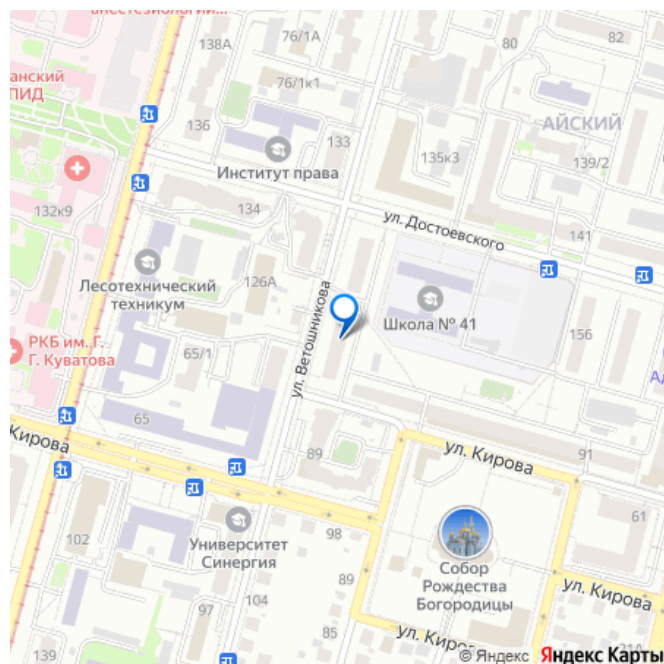 анестезиологии...
138А
76/1А
80
82
анский
ПИД
76/1к1
136
133
АЙСКИЙ
Институт права
135к3
139/2
132к9
134
ул. Достоевского
141
Лесотехнический
техникум
126А
ул. Ветошникова
Школа № 41
156
РКБ им. Г.
Г. Куватова
65/1
65
Кирова
89
ул. Кирова
91
102
98
61
Университет
Синергия
Собор
Рождества
Богородицы
89
ул. Кирова
97
104
85
ул. Киро
21А
139
© Яндекс Яндекс Карты